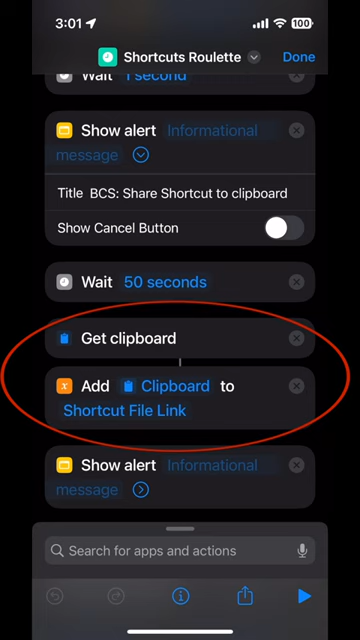 3:01
100
Shortcuts Roulette
Done
Wait 1 second
Show alert Informational
message
Title BCS: Share Shortcut to clipboard
Show Cancel Button
Wait 50 seconds
Get clipboard
Add Clipboard to
Shortcut File Link
Show alert Informational
message
Search for apps and actions